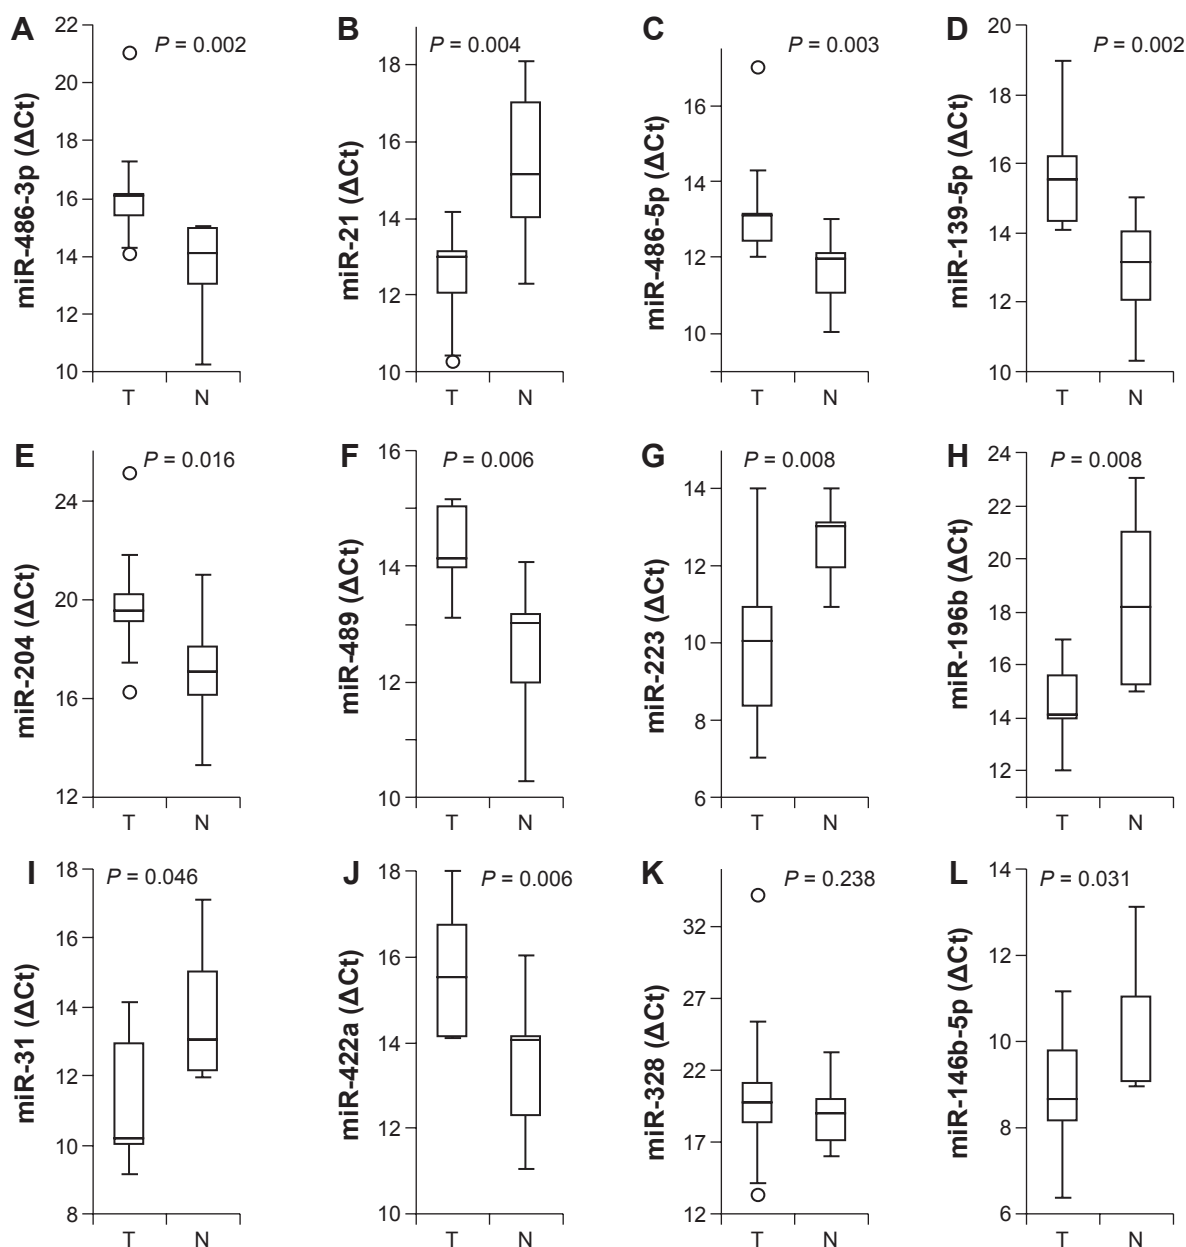 A
P = 0.002
miR-486-3p (ΔCt)
22
20
18
16
14
12
10
T N
B
P = 0.004
miR-21 (ΔCt)
18
16
14
12
10
T N
C
P = 0.003
miR-486-5p (ΔCt)
16
14
12
10
T N
D
P = 0.002
miR-139-5p (ΔCt)
20
18
16
14
12
10
T N
E
P = 0.016
miR-204 (ΔCt)
24
20
16
12
T N
F
P = 0.006
miR-489 (ΔCt)
16
14
12
10
T N
G
P = 0.008
miR-223 (ΔCt)
14
12
10
8
6
T N
H
P = 0.008
miR-196b (ΔCt)
24
22
20
18
16
14
12
T N
I
P = 0.046
miR-31 (ΔCt)
18
16
14
12
10
8
T N
J
P = 0.006
miR-422a (ΔCt)
18
16
14
12
10
T N
K
P = 0.238
miR-328 (ΔCt)
32
27
22
17
12
T N
L
P = 0.031
miR-146b-5p (ΔCt)
14
12
10
8
6
T N